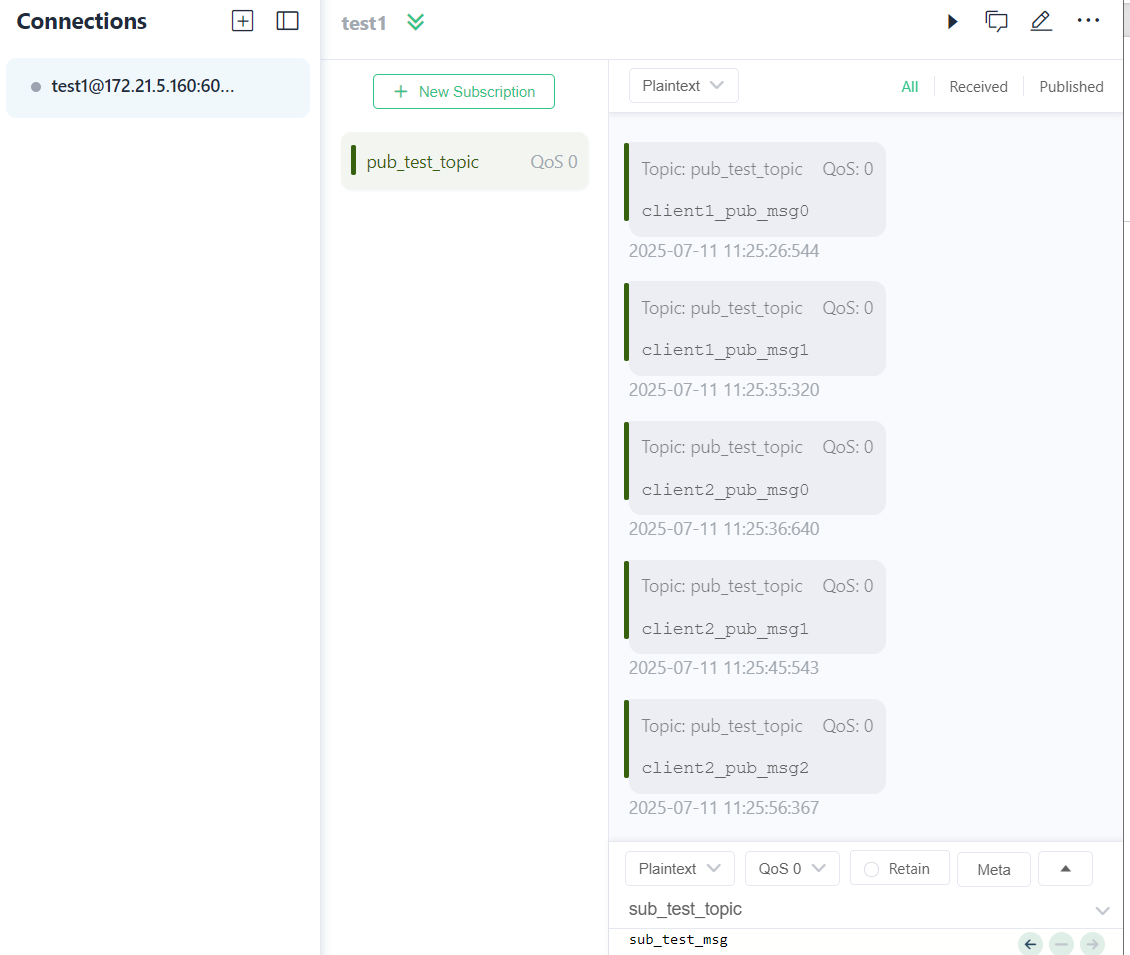 Connections
test1
test1@172.21.5.160:60...
+ New Subscription
pub_test_topic QoS 0
Plaintext
All Received Published
Topic: pub_test_topic QoS: 0
client1_pub_msg0
2025-07-11 11:25:26:544
Topic: pub_test_topic QoS: 0
client1_pub_msg1
2025-07-11 11:25:35:320
Topic: pub_test_topic QoS: 0
client2_pub_msg0
2025-07-11 11:25:36:640
Topic: pub_test_topic QoS: 0
client2_pub_msg1
2025-07-11 11:25:45:543
Topic: pub_test_topic QoS: 0
client2_pub_msg2
2025-07-11 11:25:56:367
Plaintext QoS 0 Retain Meta
sub_test_topic
sub_test_msg